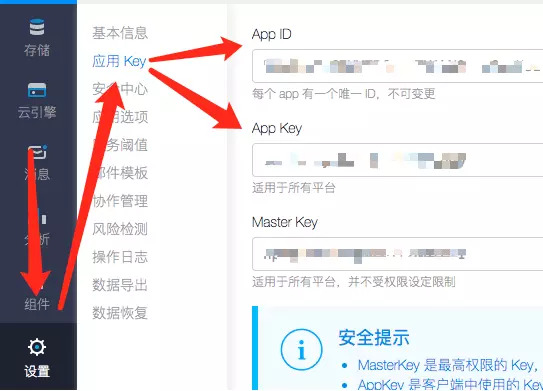 存储
云引擎
消息
分析
组件
设置
基本信息
应用 Key
安全中心
应用选项
服务阈值
邮件模板
协作管理
风险检测
操作日志
数据导出
数据恢复
App ID
每个 app 有一个唯一 ID，不可变更
App Key
适用于所有平台
Master Key
适用于所有平台，并不受权限设定限制
安全提示
MasterKey 是最高权限的 Key，
AppKey 是客户端中使用的 Ke